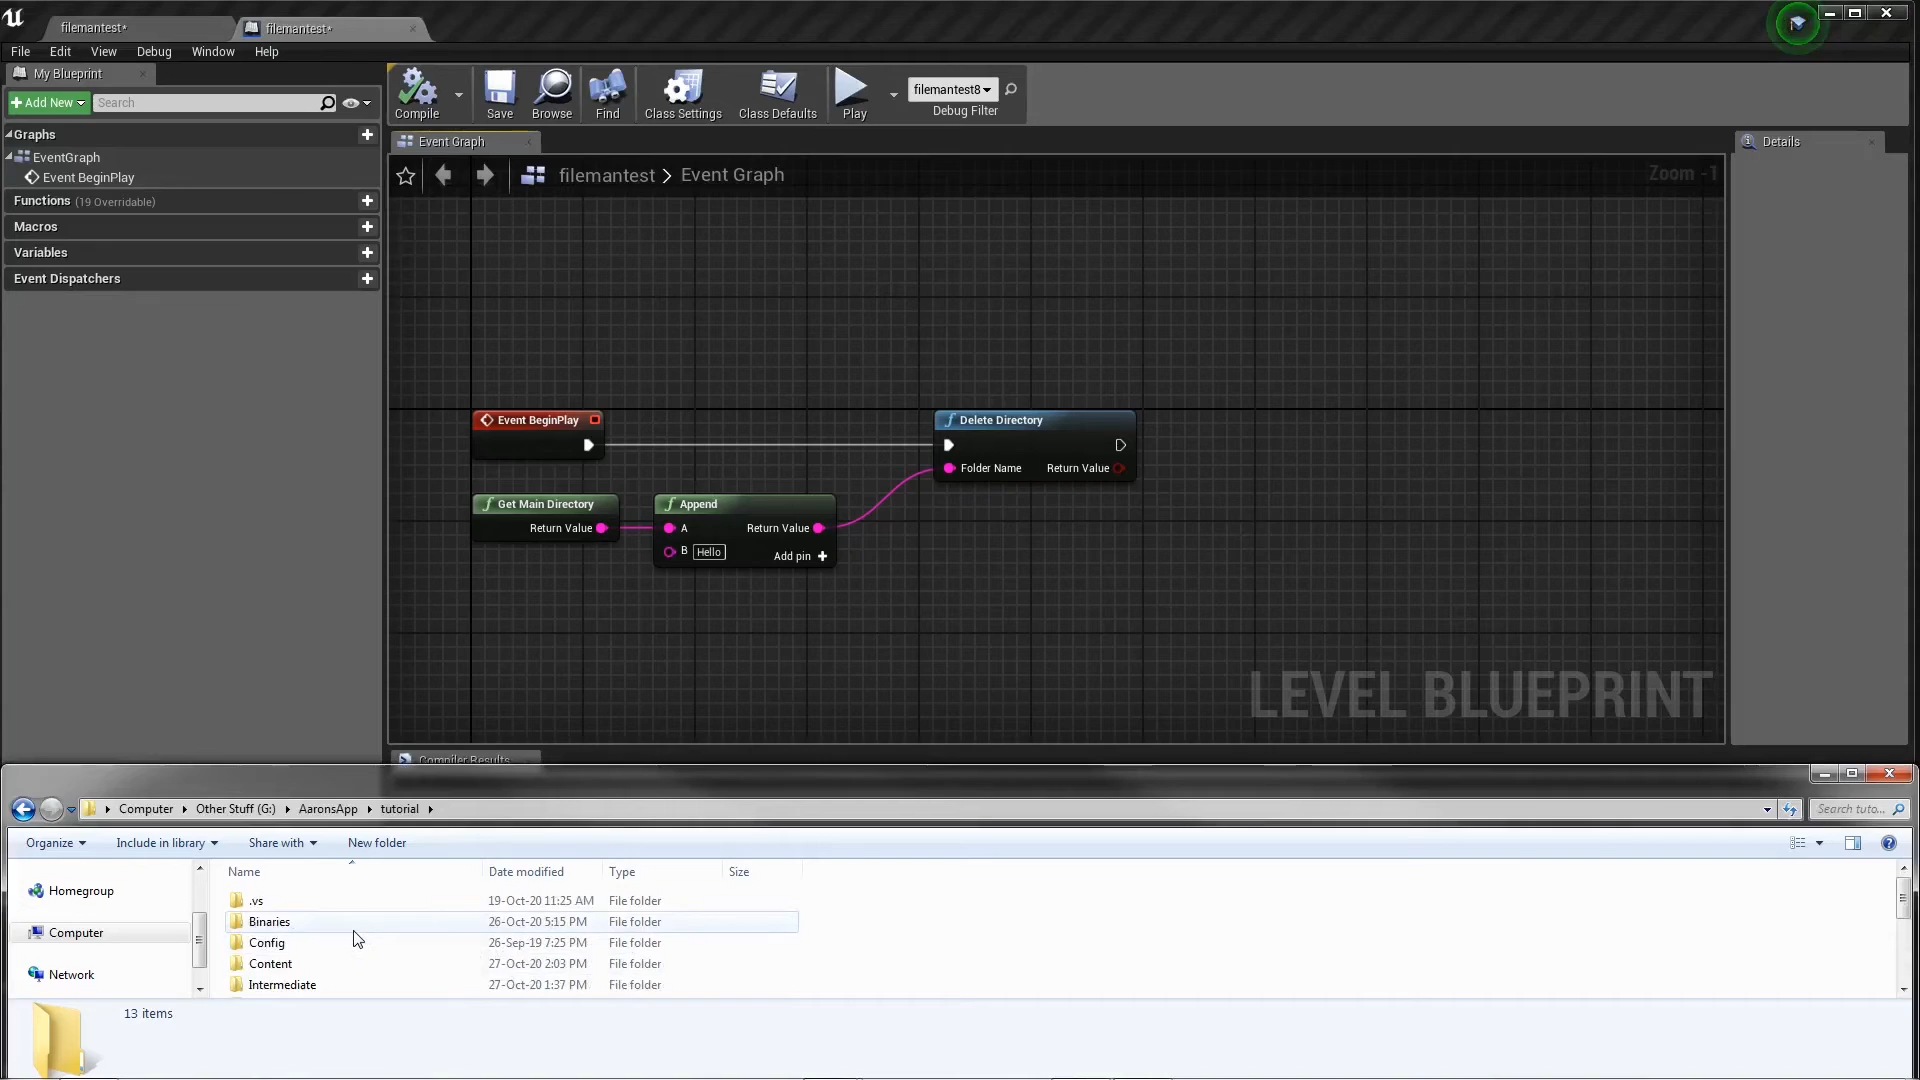 filemantest*
filemantest*
File Edit View Debug Window Help
My Blueprint
Add New Search
Graphs
EventGraph
Event BeginPlay
Functions (19 Overridable)
Macros
Variables
Event Dispatchers
Compile Save Browse Find Class Settings Class Defaults Play
filemantest8
Debug Filter
Event Graph
filemantest > Event Graph
Zoom -1
Details
Event BeginPlay
Delete Directory
Folder Name Return Value
Get Main Directory
Return Value
Append
A Return Value
B Hello Add pin
LEVEL BLUEPRINT
Compiler Results
Computer Other Stuff (G:) AaronsApp tutorial
Search tuto...
Organize Include in library Share with New folder
Name Date modified Type Size
Homegroup
Computer
Network
.vs 19-Oct-20 11:25 AM File folder
Binaries 26-Oct-20 5:15 PM File folder
Config 26-Sep-19 7:25 PM File folder
Content 27-Oct-20 2:03 PM File folder
Intermediate 27-Oct-20 1:37 PM File folder
13 items